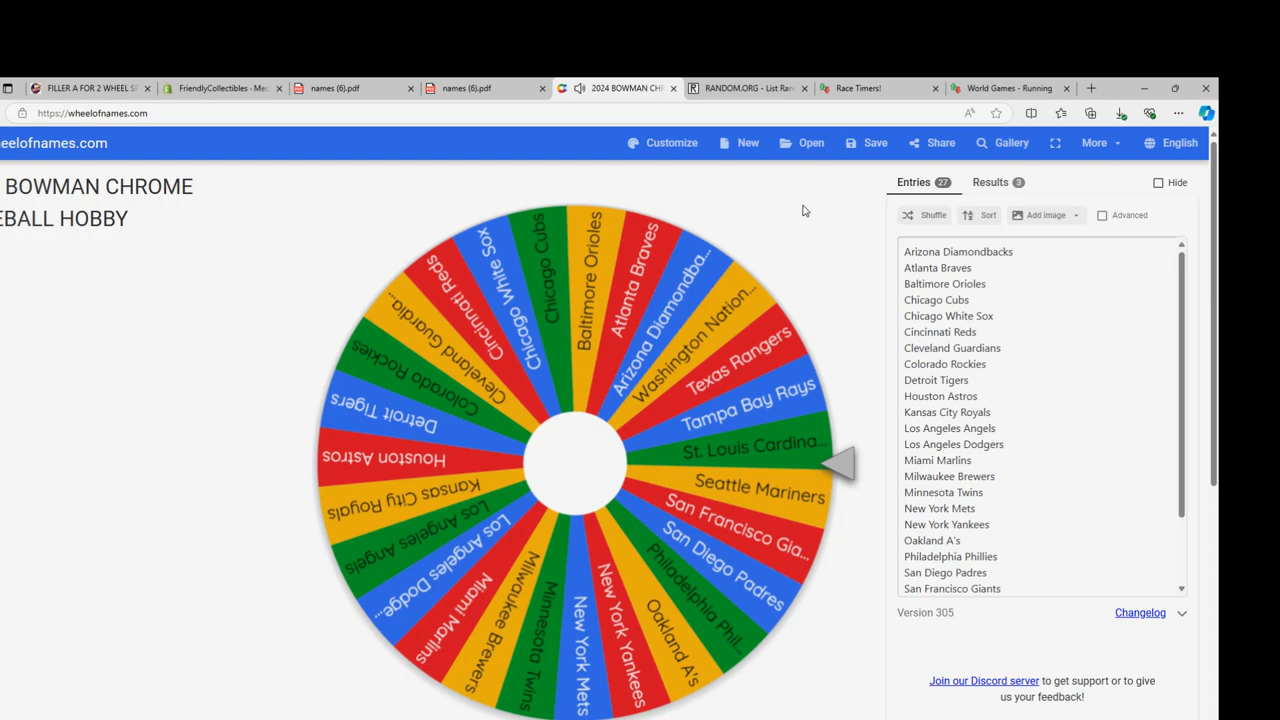 FILLER A FOR 2 WHEEL SP
FriendlyCollectibles - Mec
names (6).pdf
names (6).pdf
2024 BOWMAN CHR
RANDOM.ORG - List Ran
Race Timers!
World Games - Running
https://wheelofnames.com
eelofnames.com
Customize
New
Open
Save
Share
Gallery
More
English
BOWMAN CHROME
EBALL HOBBY
Entries 27
Results 3
Hide
Shuffle
Sort
Add image
Advanced
Arizona Diamondbacks
Atlanta Braves
Baltimore Orioles
Chicago Cubs
Chicago White Sox
Cincinnati Reds
Cleveland Guardians
Colorado Rockies
Detroit Tigers
Houston Astros
Kansas City Royals
Los Angeles Angels
Los Angeles Dodgers
Miami Marlins
Milwaukee Brewers
Minnesota Twins
New York Mets
New York Yankees
Oakland A's
Philadelphia Phillies
San Diego Padres
San Francisco Giants
Version 305
Changelog
Join our Discord server to get support or to give
us your feedback!
Baltimore Orioles
Atlanta Braves
Arizona Diamondba...
Washington Nation...
Texas Rangers
Tampa Bay Rays
St. Louis Cardina...
Seattle Mariners
San Francisco Gia...
San Diego Padres
Philadelphia Phil...
Oakland A's
New York Yankees
New York Mets
Minnesota Twins
Milwaukee Brewers
Miami Marlins
Los Angeles Dodge...
Los Angeles Angels
Kansas City Royals
Houston Astros
Detroit Tigers
Colorado Rockies
Cleveland Guardia...
Cincinnati Reds
Chicago White Sox
Chicago Cubs